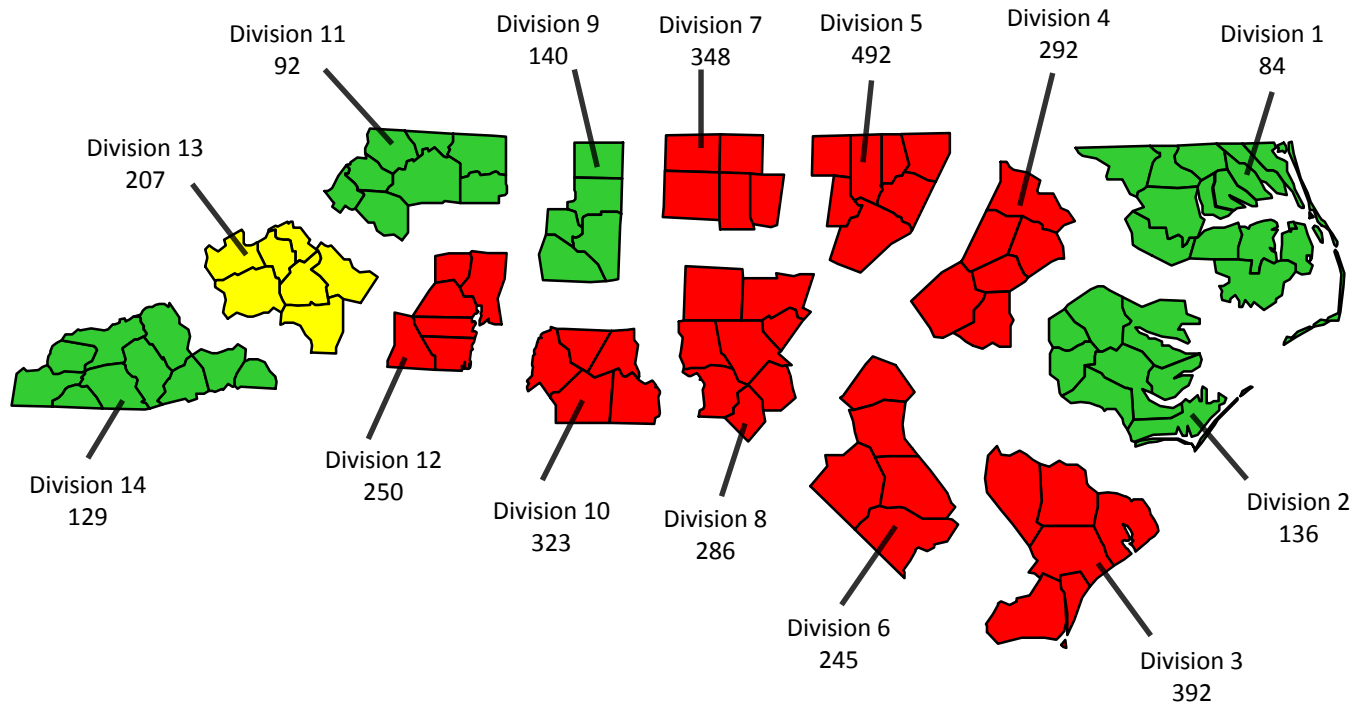 Division 11
92
Division 9
140
Division 7
348
Division 5
492
Division 4
292
Division 1
84
Division 13
207
Division 14
129
Division 12
250
Division 10
323
Division 8
286
Division 6
245
Division 3
392
Division 2
136